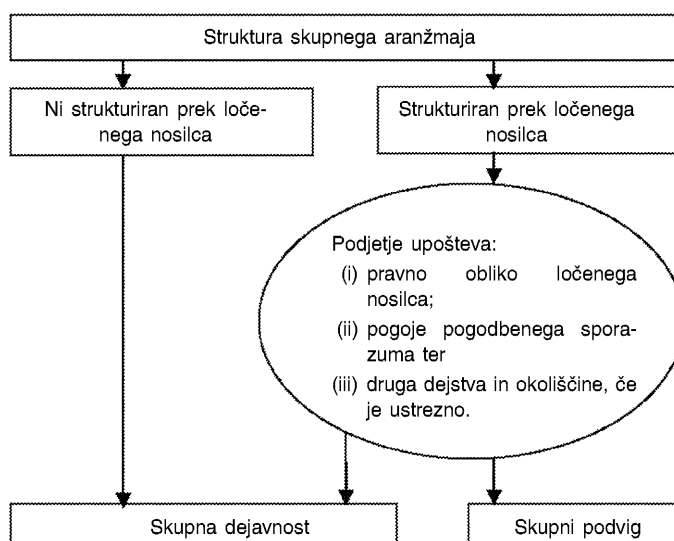 Struktura skupnega aranžmaja
Ni strukturiran prek loče-
nega nosilca
Strukturiran prek ločenega
nosilca
Podjetje upošteva:
(i) pravno obliko ločenega
nosilca;
(ii) pogoje pogodbenega spora-
zuma ter
(iii) druga dejstva in okoliščine, če
je ustrezno.
Skupna dejavnost
Skupni podvig